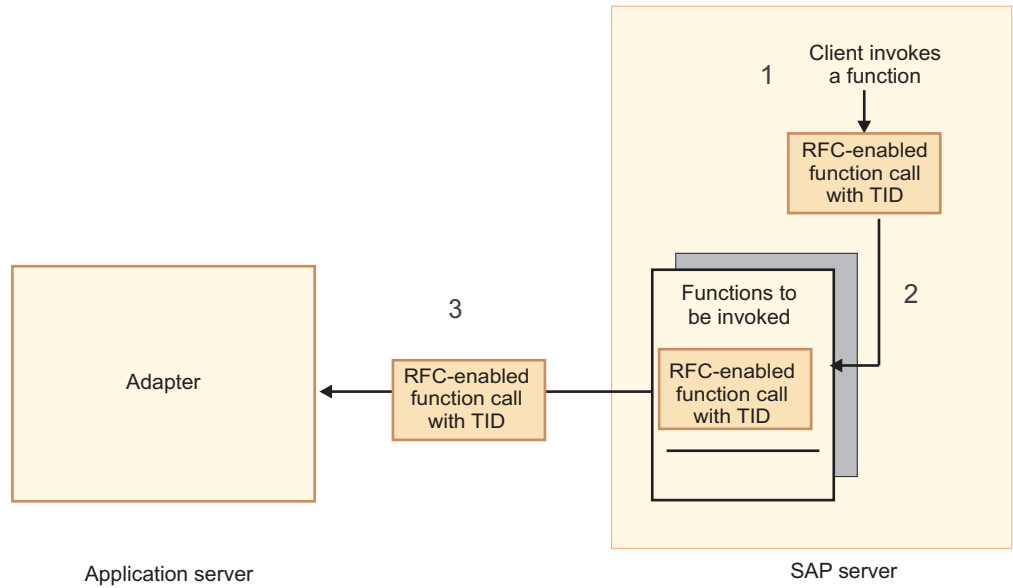 1
Client invokes
a function
RFC-enabled
function call
with TID
2
Functions to
be invoked
RFC-enabled
function call
with TID
3
RFC-enabled
function call
with TID
Adapter
Application server
SAP server